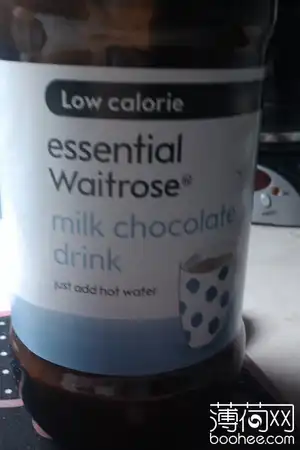 Low calorie
essential
Waitrose®
milk chocolate
drink
just add hot water
薄荷网
boohee.com